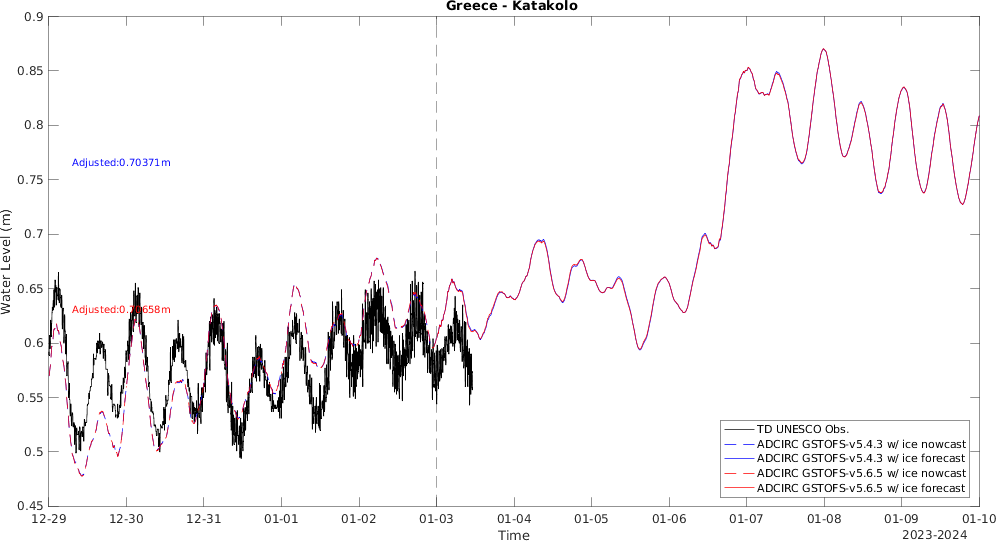 Greece - Katakolo
0.9
0.85
0.8
0.75
0.7
0.65
0.6
0.55
0.5
0.45
Water Level (m)
Adjusted:0.70371m
TD UNESCO Obs.
ADCIRC GSTOFS-v5.4.3 w/ ice nowcast
ADCIRC GSTOFS-v5.4.3 w/ ice forecast
ADCIRC GSTOFS-v5.6.5 w/ ice nowcast
ADCIRC GSTOFS-v5.6.5 w/ ice forecast
12-29 12-30 12-31 01-01 01-02 01-03 01-04 01-05 01-06 01-07 01-08 01-09 01-10
Time
2023-2024